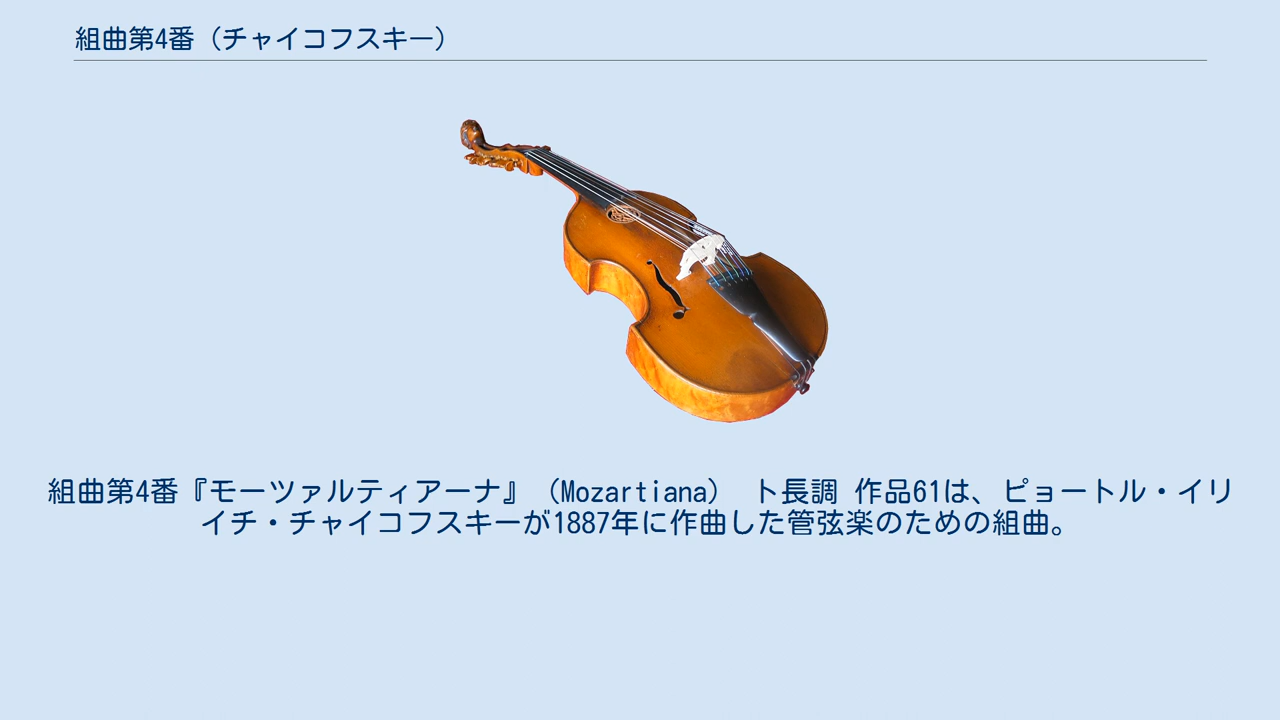 組曲第4番（チャイコフスキー）
組曲第4番『モーツァルティアーナ』（Mozartiana） ト長調 作品61は、ピョートル・イリ
イチ・チャイコフスキーが1887年に作曲した管弦楽のための組曲。